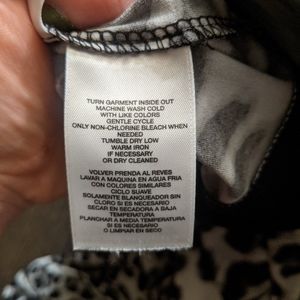 TURN GARMENT INSIDE OUT
MACHINE WASH COLD
WITH LIKE COLORS
GENTLE CYCLE
ONLY NON-CHLORINE BLEACH WHEN
NEEDED
TUMBLE DRY LOW
WARM IRON
IF NECESSARY
OR DRY CLEANED
VOLVER PRENDA AL REVES
LAVAR A MAQUINA EN AGUA FRIA
CON COLORES SIMILARES
CICLO SUAVE
SOLAMENTE BLANQUEADOR SIN
CLORO SI ES NECESARIO
SECAR EN SECADORA A BAJA
TEMPERATURA
PLANCHAR A MEDIA TEMPERATURA
SI ES NECESARIO
O LIMPIAR EN SECO